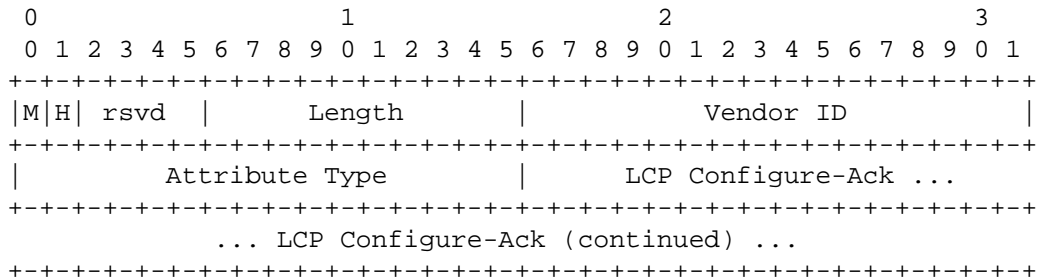 0                   1                   2                   3
 0 1 2 3 4 5 6 7 8 9 0 1 2 3 4 5 6 7 8 9 0 1 2 3 4 5 6 7 8 9 0 1
+-+-+-+-+-+-+-+-+-+-+-+-+-+-+-+-+-+-+-+-+-+-+-+-+-+-+-+-+-+-+-+-+
|M|H| rsvd  |      Length       |           Vendor ID           |
+-+-+-+-+-+-+-+-+-+-+-+-+-+-+-+-+-+-+-+-+-+-+-+-+-+-+-+-+-+-+-+-+
|         Attribute Type        |      LCP Configure-Ack ...
+-+-+-+-+-+-+-+-+-+-+-+-+-+-+-+-+-+-+-+-+-+-+-+-+-+-+-+-+-+-+-+-+
            ... LCP Configure-Ack (continued) ...
+-+-+-+-+-+-+-+-+-+-+-+-+-+-+-+-+-+-+-+-+-+-+-+-+-+-+-+-+-+-+-+-+